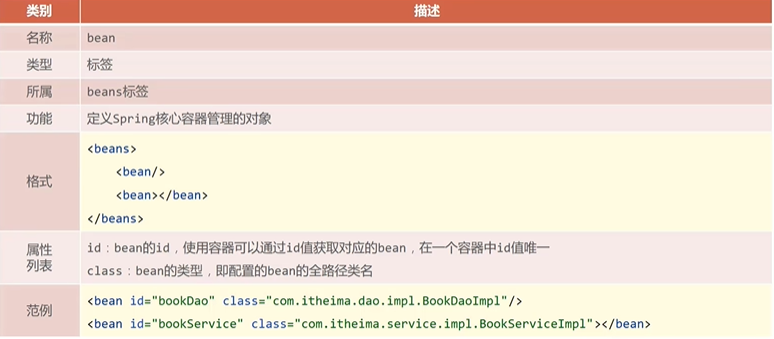 类别 描述
名称 bean
类型 标签
所属 beans标签
功能 定义Spring核心容器管理的对象
格式
<beans>
<bean/>
<bean></bean>
</beans>
属性
列表
id：bean的id，使用容器可以通过id值获取对应的bean，在一个容器中id值唯一
class：bean的类型，即配置的bean的全路径类名
范例
<bean id="bookDao" class="com.itheima.dao.impl.BookDaoImpl"/>
<bean id="bookService" class="com.itheima.service.impl.BookServiceImpl"></bean>